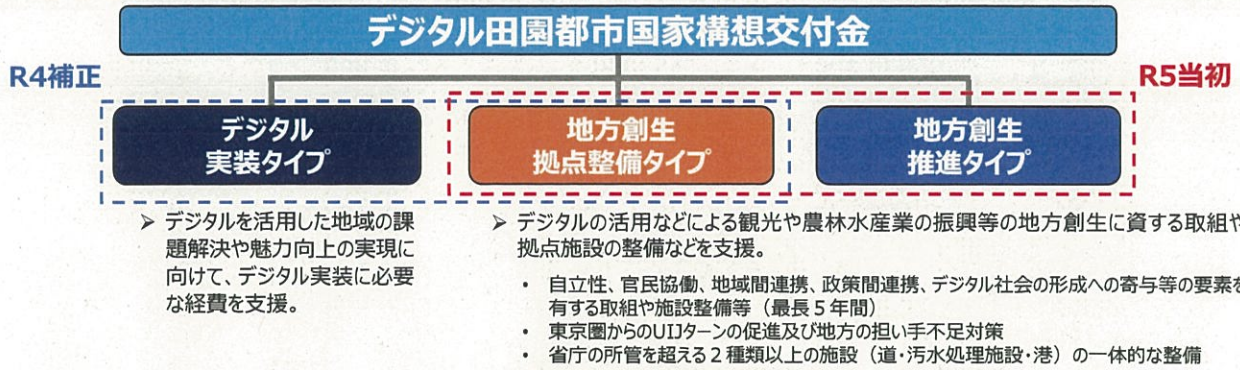 デジタル田園都市国家構想交付金
R4補正
R5当初
デジタル
実装タイプ
地方創生
拠点整備タイプ
地方創生
推進タイプ
➢ デジタルを活用した地域の課
題解決や魅力向上の実現に
向けて、デジタル実装に必要
な経費を支援。
➢ デジタルの活用などによる観光や農林水産業の振興等の地方創生に資する取組や
拠点施設の整備などを支援。
• 自立性、官民協働、地域間連携、政策間連携、デジタル社会の形成への寄与等の要素を
有する取組や施設整備等（最長５年間）
• 東京圏からのUIJターンの促進及び地方の担い手不足対策
• 省庁の所管を超える２種類以上の施設（道・汚水処理施設・港）の一体的な整備